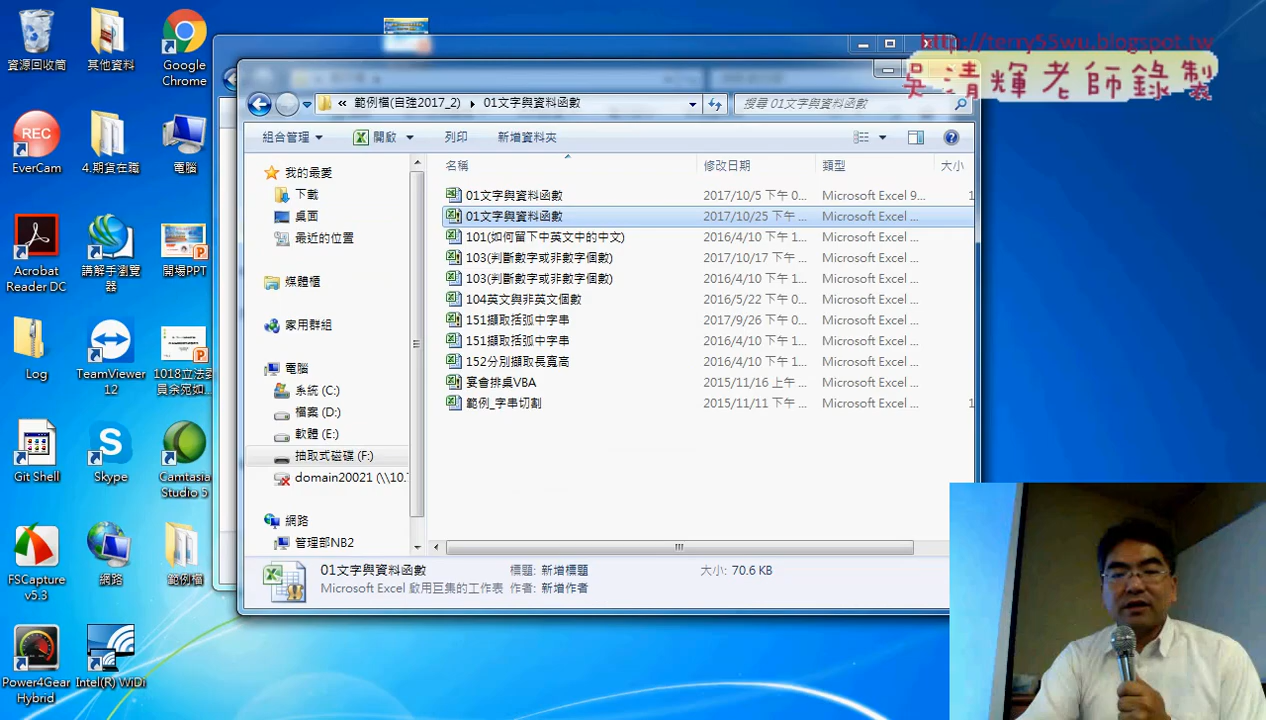 http://terry55wu.blogspot.tw
吳清輝老師錄製
資源回收筒
其他資料
Google Chrome
EverCam
4.期貨在職
電腦
Acrobat Reader DC
講解手瀏覽器
開場PPT
Log
TeamViewer 12
1018立法委員余宛如...
Git Shell
Skype
Camtasia Studio 5
FSCapture v5.3
網路
範例檔
Power4Gear Hybrid
Intel(R) WiDi
« 範例檔(自強2017_2) ▸ 01文字與資料函數
搜尋 01文字與資料函數
組合管理 開啟 列印 新增資料夾
名稱 修改日期 類型 大小
01文字與資料函數 2017/10/5 下午 0... Microsoft Excel 9... 1
01文字與資料函數 2017/10/25 下午 ... Microsoft Excel ...
101(如何留下中英文中的中文) 2016/4/10 下午 1... Microsoft Excel ...
103(判斷數字或非數字個數) 2017/10/17 下午 ... Microsoft Excel ...
103(判斷數字或非數字個數) 2016/4/10 下午 1... Microsoft Excel ...
104英文與非英文個數 2016/5/22 下午 0... Microsoft Excel ...
151擷取括弧中字串 2017/9/26 下午 0... Microsoft Excel ...
151擷取括弧中字串 2016/4/10 下午 1... Microsoft Excel ...
152分別擷取長寬高 2016/4/10 下午 1... Microsoft Excel ...
宴會排桌VBA 2015/11/16 上午 ... Microsoft Excel ...
範例_字串切割 2015/11/11 下午 ... Microsoft Excel ... 1
我的最愛
下載
桌面
最近的位置
媒體櫃
家用群組
電腦
系統 (C:)
檔案 (D:)
軟體 (E:)
抽取式磁碟 (F:)
domain20021 (\\10.
網路
管理部NB2
01文字與資料函數 標題: 新增標題 大小: 70.6 KB
Microsoft Excel 啟用巨集的工作表 作者: 新增作者
REC